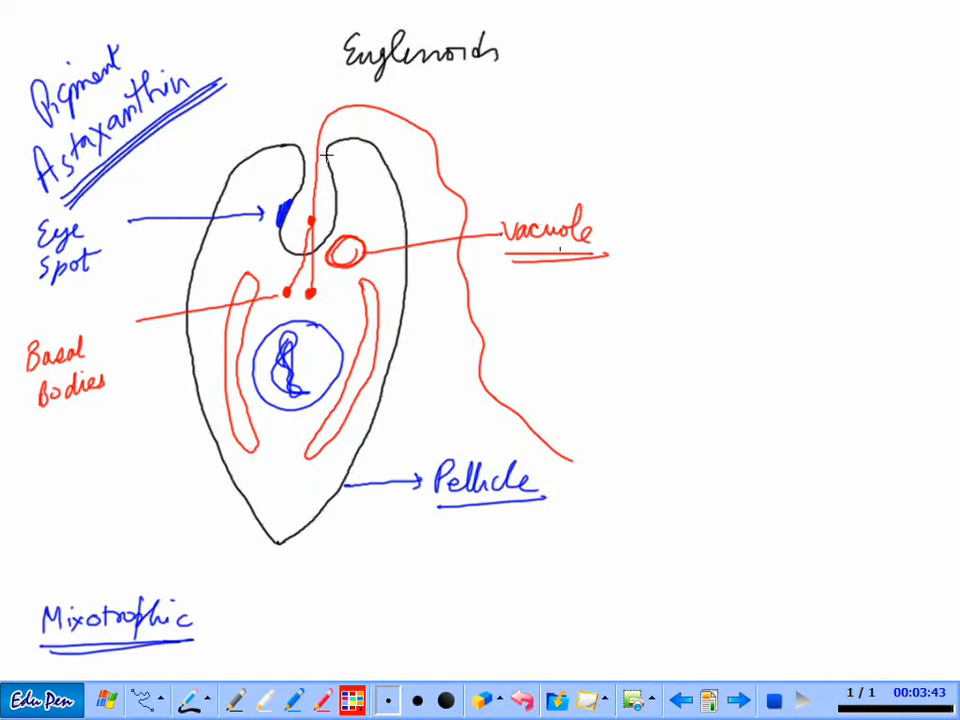 Euglenoids
Pigment
Astaxanthin
Eye
Spot
vacuole
Basal
Bodies
Pellicle
Mixotrophic
Edu Pen
1 / 1
00:03:43